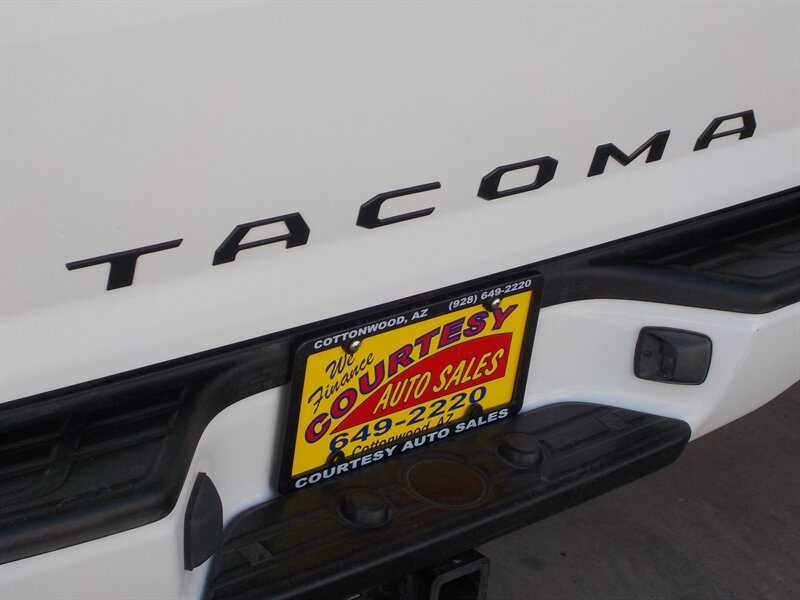 TACOMA
COTTONWOOD, AZ (928) 649-2220
We
Finance
COURTESY
AUTO SALES
649-2220
Cottonwood, AZ
COURTESY AUTO SALES